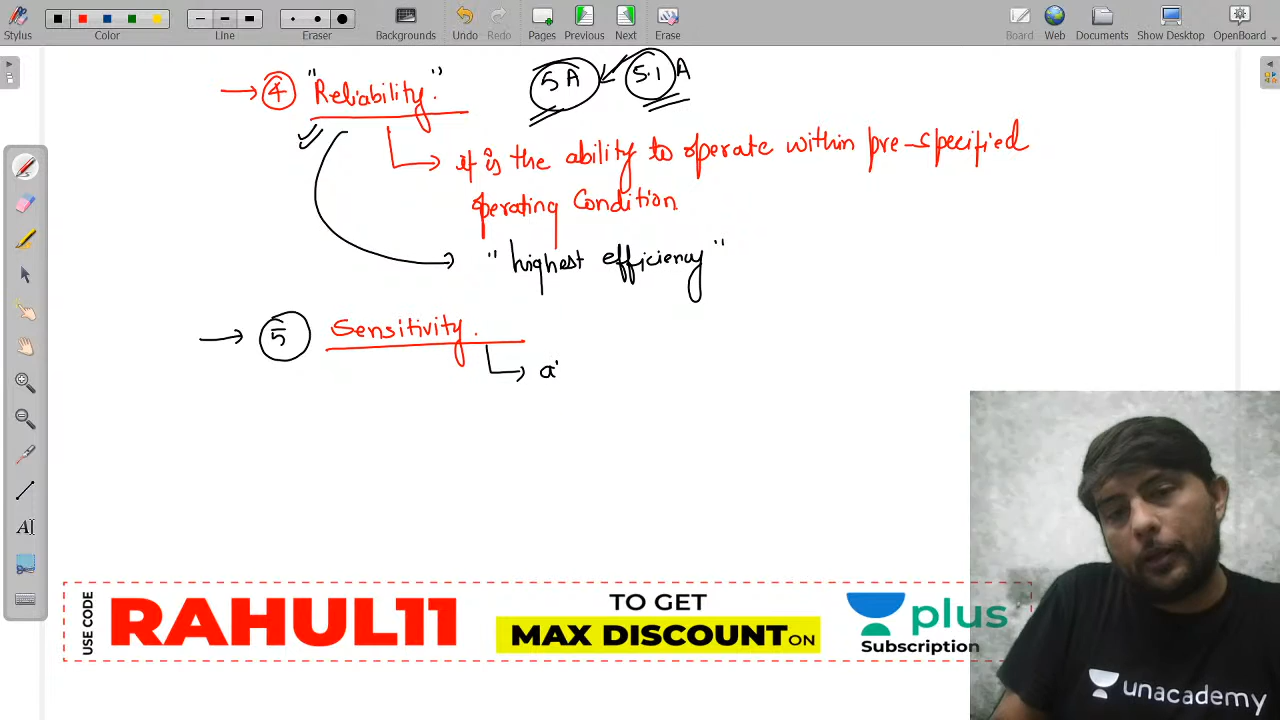 Stylus
Color
Line
Eraser
Backgrounds
Undo
Redo
Pages
Previous
Next
Erase
Board
Web
Documents
Show Desktop
OpenBoard
④ "Reliability."
5A 5.1 A
it is the ability to operate within pre-specified
operating Condition
"highest efficiency"
⑤ Sensitivity.
a
USE CODE
RAHUL11
TO GET
MAX DISCOUNT ON
plus
Subscription
unacademy